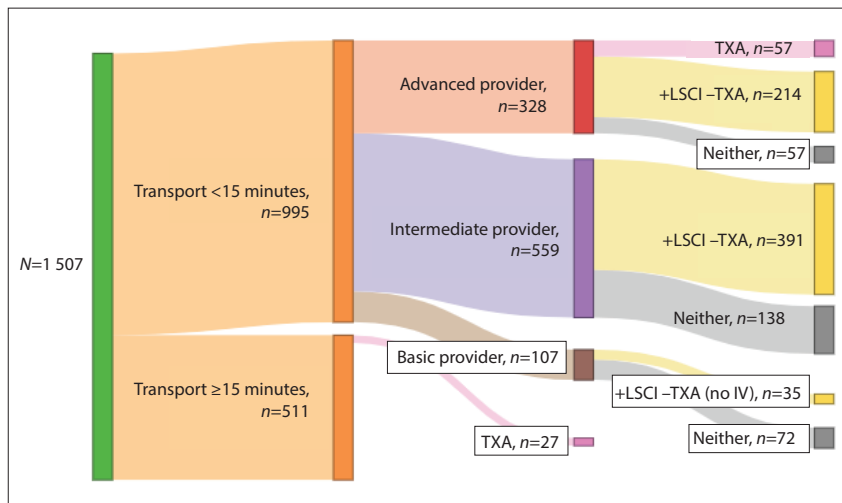 N=1 507
Transport <15 minutes,
n=995
Transport ≥15 minutes,
n=511
Advanced provider,
n=328
Intermediate provider,
n=559
Basic provider, n=107
TXA, n=27
TXA, n=57
+LSCI –TXA, n=214
Neither, n=57
+LSCI –TXA, n=391
Neither, n=138
+LSCI –TXA (no IV), n=35
Neither, n=72